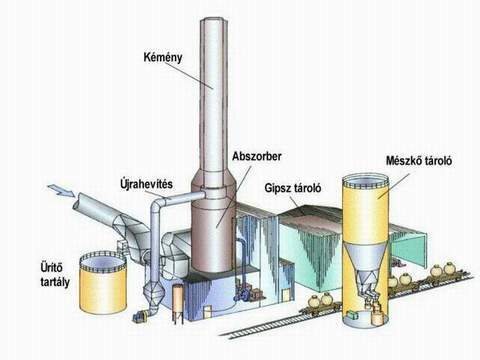 Kémény
Abszorber
Mészkő tároló
Újrahevítés
Gipsz tároló
Ürítő
tartály